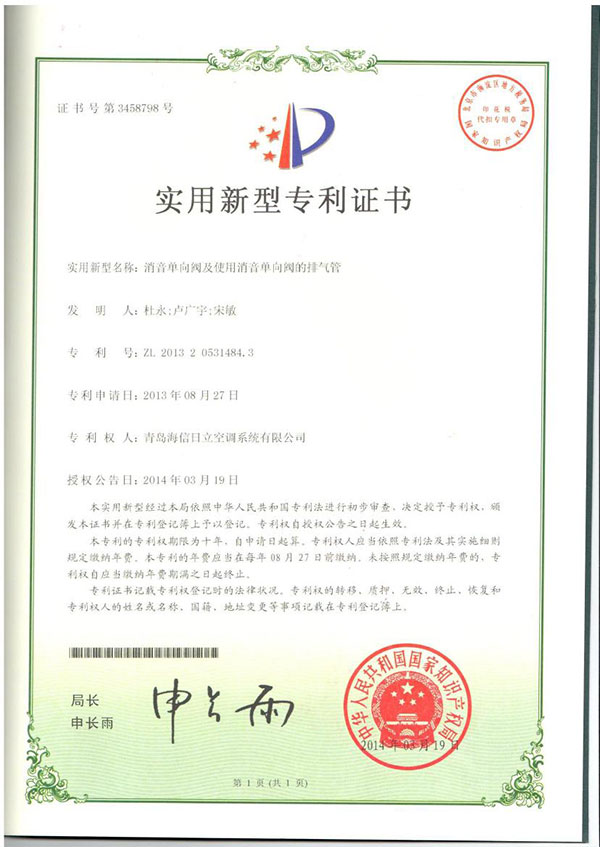 证书号第3458798号
北京市海淀区地方税务局
印花税
代扣专用章
国家知识产权局
实用新型专利证书
实用新型名称：消音单向阀及使用消音单向阀的排气管
发明人：杜永;卢广宇;宋敏
专利号：ZL 2013 2 0531484.3
专利申请日：2013年08月27日
专利权人：青岛海信日立空调系统有限公司
授权公告日：2014年03月19日
本实用新型经过本局依照中华人民共和国专利法进行初步审查，决定授予专利权，颁
发本证书并在专利登记簿上予以登记。专利权自授权公告之日起生效。
本专利的专利权期限为十年，自申请日起算。专利权人应当依照专利法及其实施细则
规定缴纳年费。本专利的年费应当在每年08月27日前缴纳。未按照规定缴纳年费的，专
利权自应当缴纳年费期满之日起终止。
专利证书记载专利权登记时的法律状况。专利权的转移、质押、无效、终止、恢复和
专利权人的姓名或名称、国籍、地址变更等事项记载在专利登记簿上。
局长
申长雨
申长雨
中华人民共和国国家知识产权局
2014年03月19日
第1页(共1页)